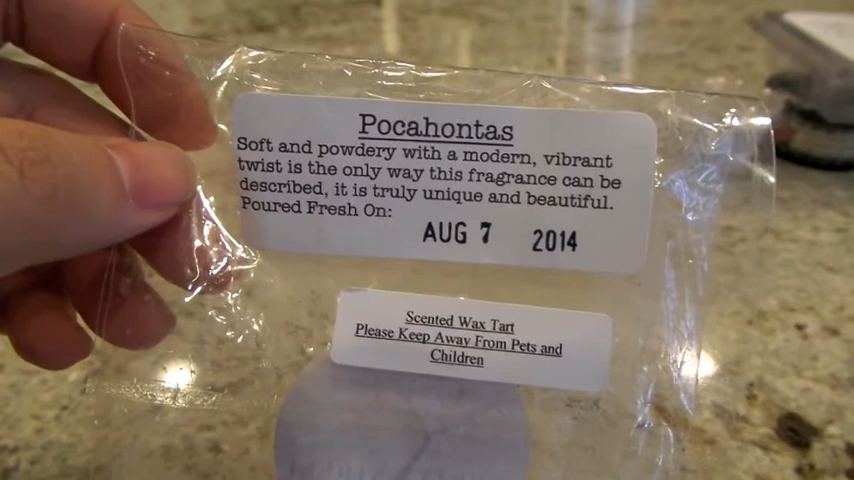 Pocahontas
Soft and powdery with a modern, vibrant
twist is the only way this fragrance can be
described, it is truly unique and beautiful.
Poured Fresh On:
AUG 7 2014
Scented Wax Tart
Please Keep Away From Pets and
Children